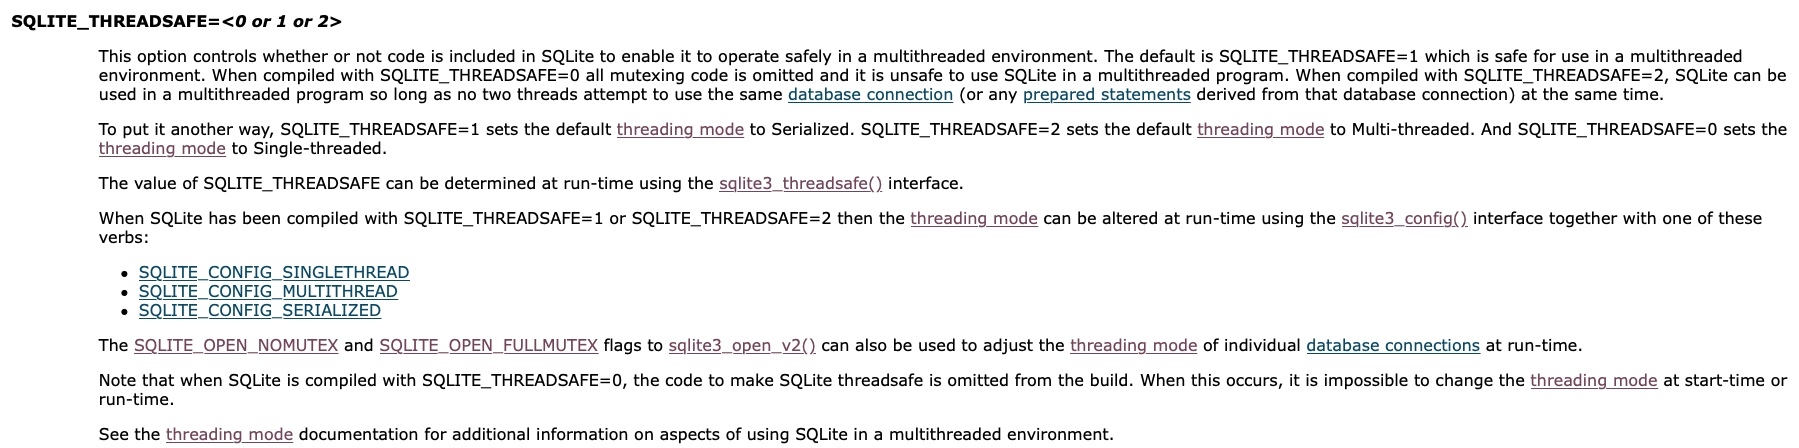 SQLITE_THREADSAFE=<0 or 1 or 2>
This option controls whether or not code is included in SQLite to enable it to operate safely in a multithreaded environment. The default is SQLITE_THREADSAFE=1 which is safe for use in a multithreaded
environment. When compiled with SQLITE_THREADSAFE=0 all mutexing code is omitted and it is unsafe to use SQLite in a multithreaded program. When compiled with SQLITE_THREADSAFE=2, SQLite can be
used in a multithreaded program so long as no two threads attempt to use the same database connection (or any prepared statements derived from that database connection) at the same time.
To put it another way, SQLITE_THREADSAFE=1 sets the default threading mode to Serialized. SQLITE_THREADSAFE=2 sets the default threading mode to Multi-threaded. And SQLITE_THREADSAFE=0 sets the
threading mode to Single-threaded.
The value of SQLITE_THREADSAFE can be determined at run-time using the sqlite3_threadsafe() interface.
When SQLite has been compiled with SQLITE_THREADSAFE=1 or SQLITE_THREADSAFE=2 then the threading mode can be altered at run-time using the sqlite3_config() interface together with one of these
verbs:
• SQLITE_CONFIG_SINGLETHREAD
• SQLITE_CONFIG_MULTITHREAD
• SQLITE_CONFIG_SERIALIZED
The SQLITE_OPEN_NOMUTEX and SQLITE_OPEN_FULLMUTEX flags to sqlite3_open_v2() can also be used to adjust the threading mode of individual database connections at run-time.
Note that when SQLite is compiled with SQLITE_THREADSAFE=0, the code to make SQLite threadsafe is omitted from the build. When this occurs, it is impossible to change the threading mode at start-time or
run-time.
See the threading mode documentation for additional information on aspects of using SQLite in a multithreaded environment.